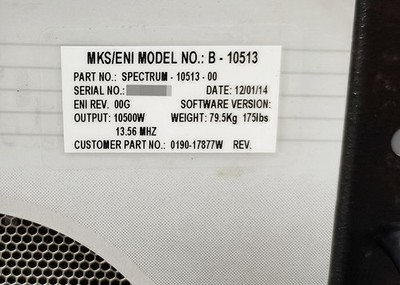 MKS/ENI MODEL NO.: B - 10513
PART NO.: SPECTRUM - 10513 - 00
SERIAL NO.: DATE: 12/01/14
ENI REV. 00G SOFTWARE VERSION:
OUTPUT: 10500W WEIGHT: 79.5Kg 175lbs
13.56 MHZ
CUSTOMER PART NO.: 0190-17877W REV.